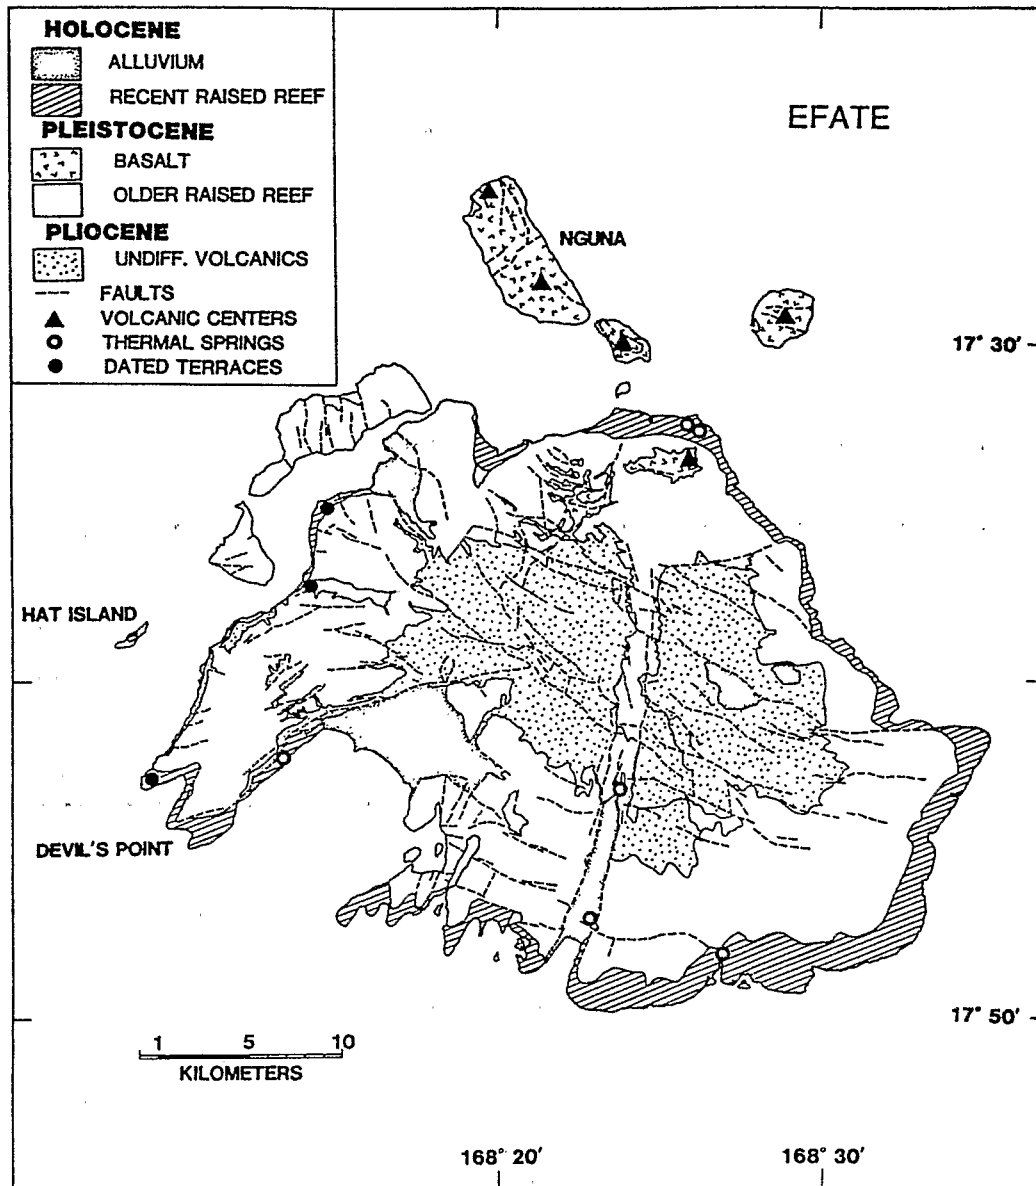 HOLOCENE
ALLUVIUM
RECENT RAISED REEF
PLEISTOCENE
BASALT
OLDER RAISED REEF
PLIOCENE
UNDIFF. VOLCANICS
FAULTS
VOLCANIC CENTERS
THERMAL SPRINGS
DATED TERRACES
EFATE
NGUNA
17° 30'
HAT ISLAND
DEVIL'S POINT
17° 50'
1 5 10
KILOMETERS
168° 20' 168° 30'